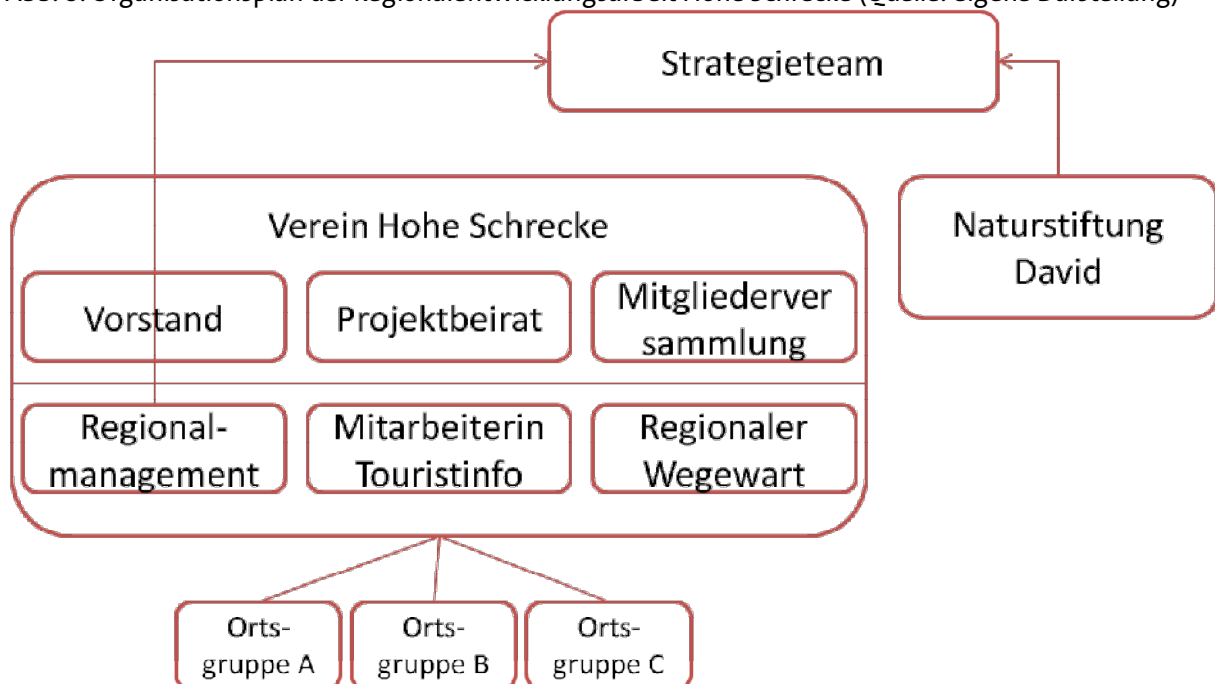 Strategieteam
Verein Hohe Schrecke
Naturstiftung
David
Vorstand
Projektbeirat
Mitgliederver
sammlung
Regional-
management
Mitarbeiterin
Touristinfo
Regionaler
Wegewart
Orts-
gruppe A
Orts-
gruppe B
Orts-
gruppe C